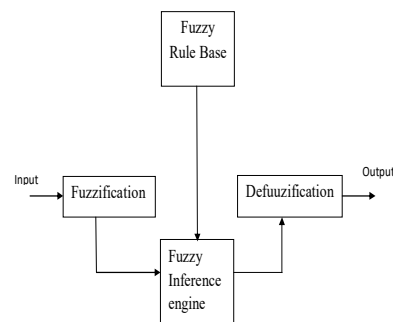 Fuzzy
Rule Base
Input
Fuzzification
Defuuzification
Output
Fuzzy
Inference
engine